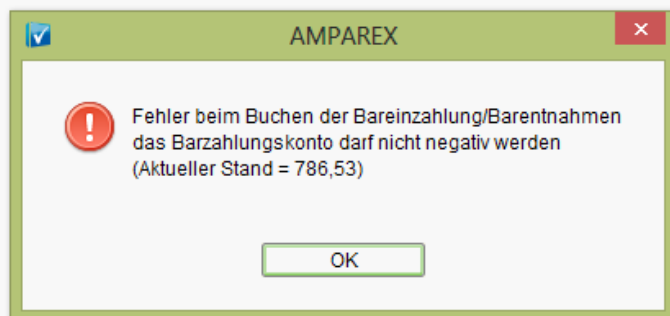 AMPAREX
Fehler beim Buchen der Bareinzahlung/Barentnahmen
das Barzahlungskonto darf nicht negativ werden
(Aktueller Stand = 786,53)
OK